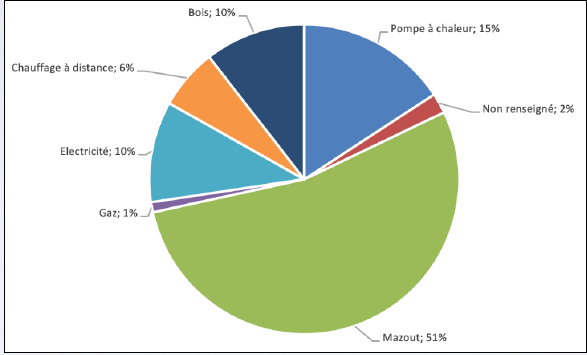 Bois; 10%
Pompe à chaleur; 15%
Chauffage à distance; 6%
Non renseigné; 2%
Electricité; 10%
Gaz; 1%
Mazout; 51%